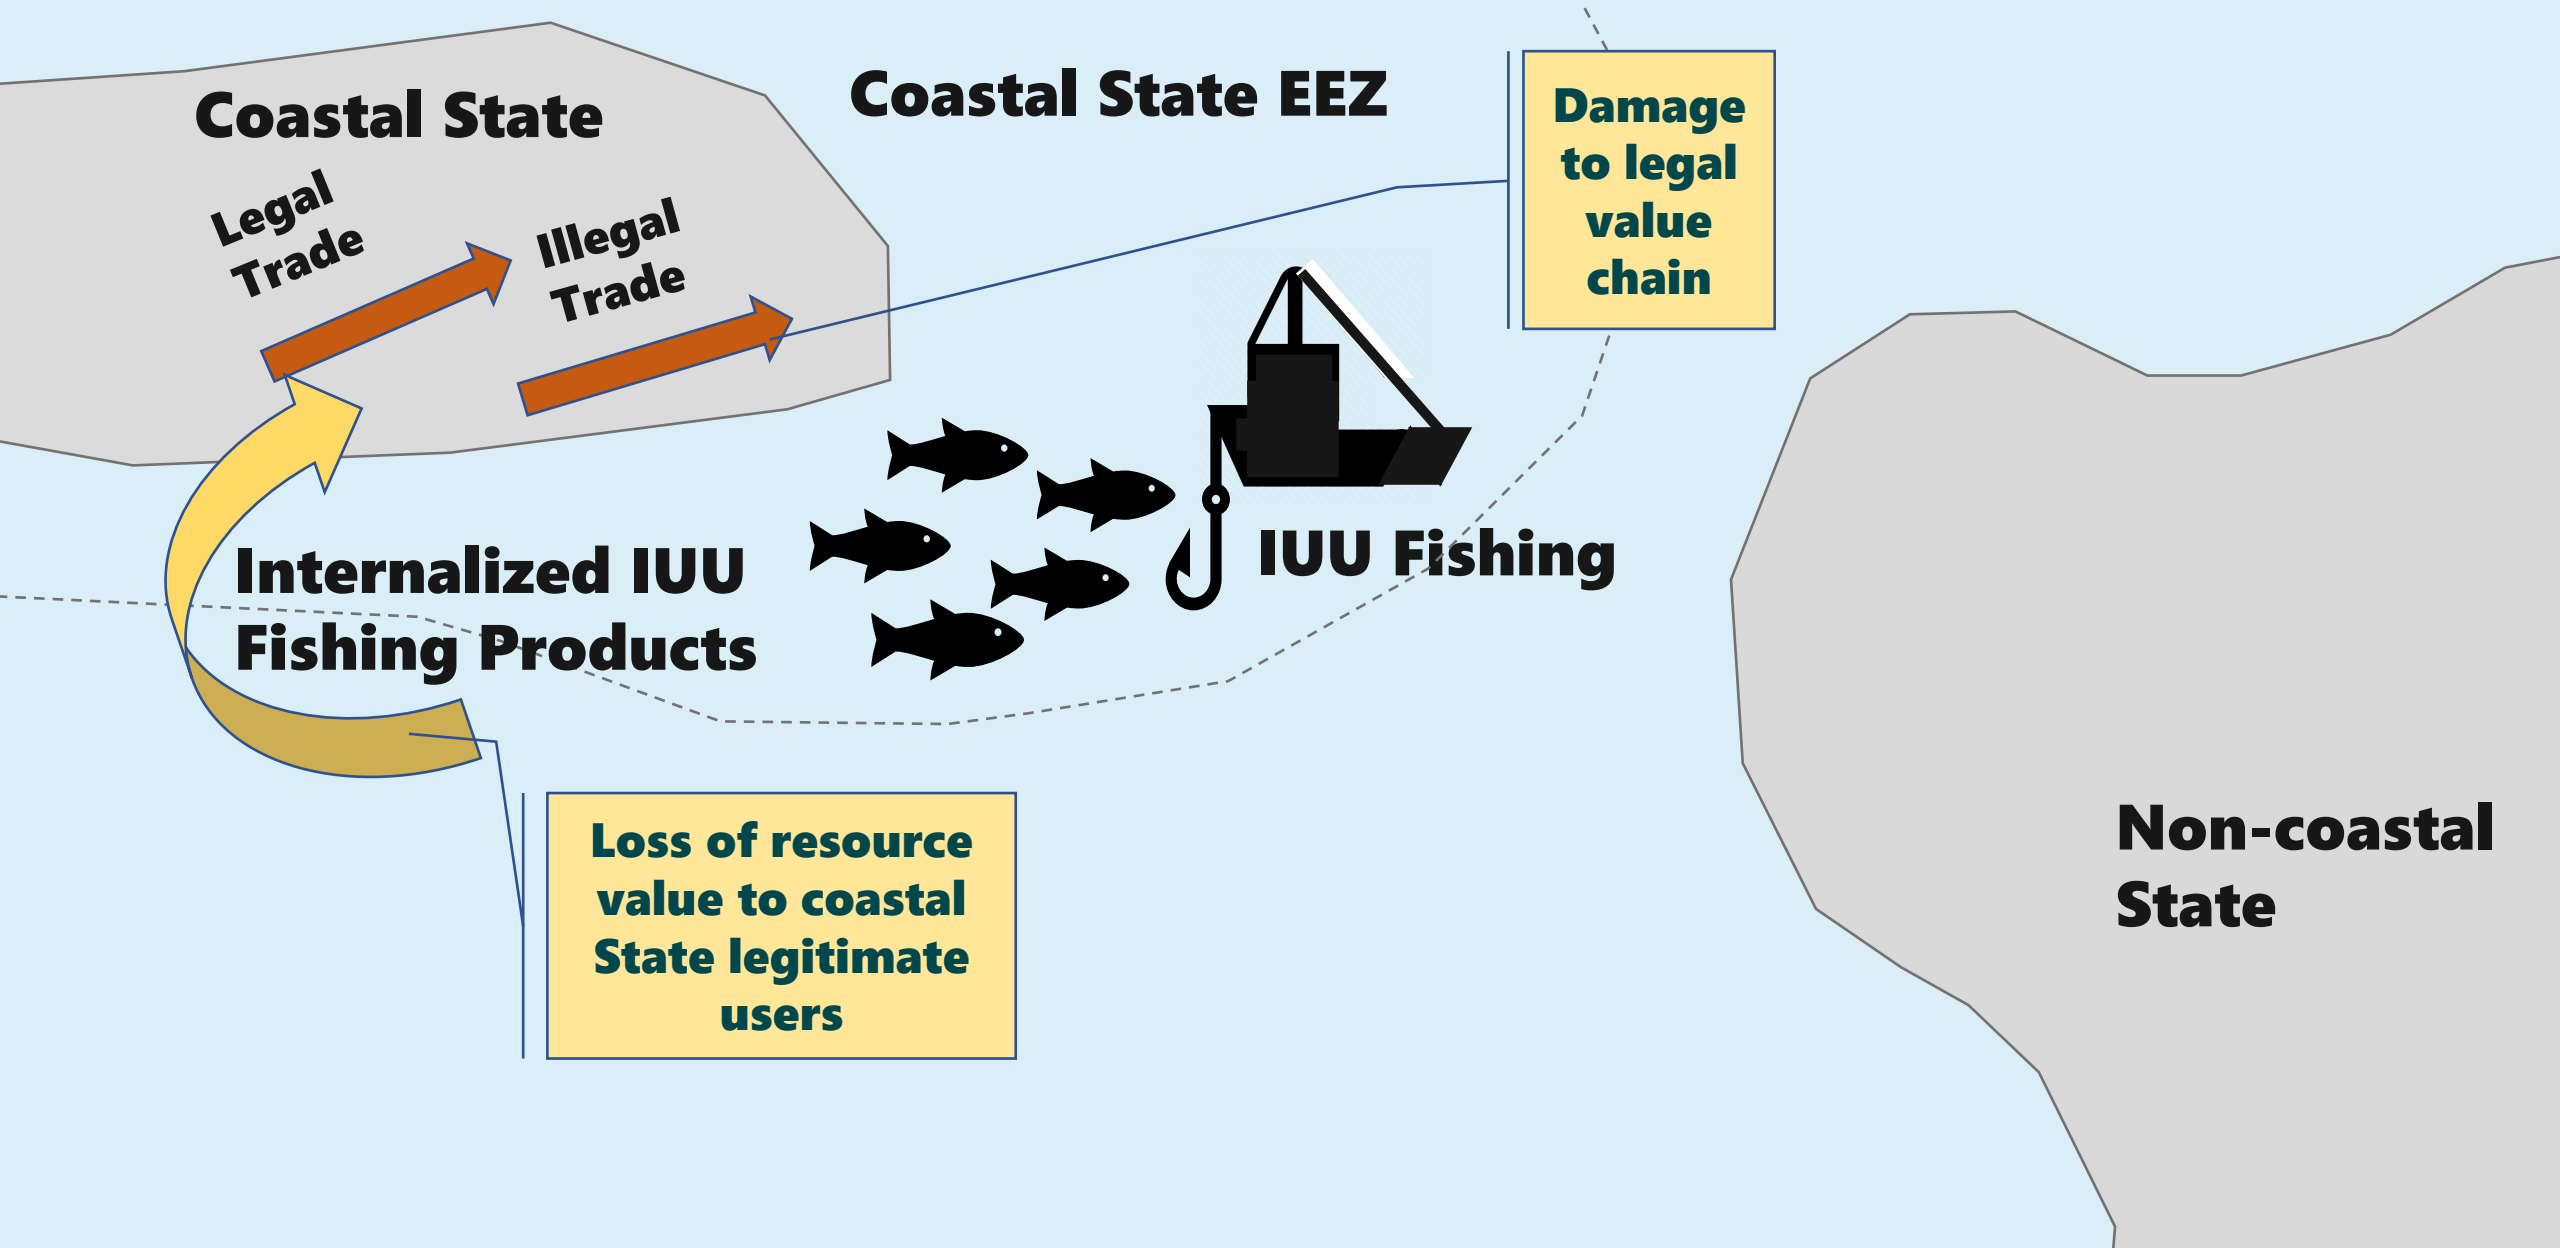 Coastal State
Coastal State EEZ
Damage
to legal
value
chain
Legal
Trade
Illegal
Trade
Internalized IUU
Fishing Products
IUU Fishing
Loss of resource
value to coastal
State legitimate
users
Non-coastal
State